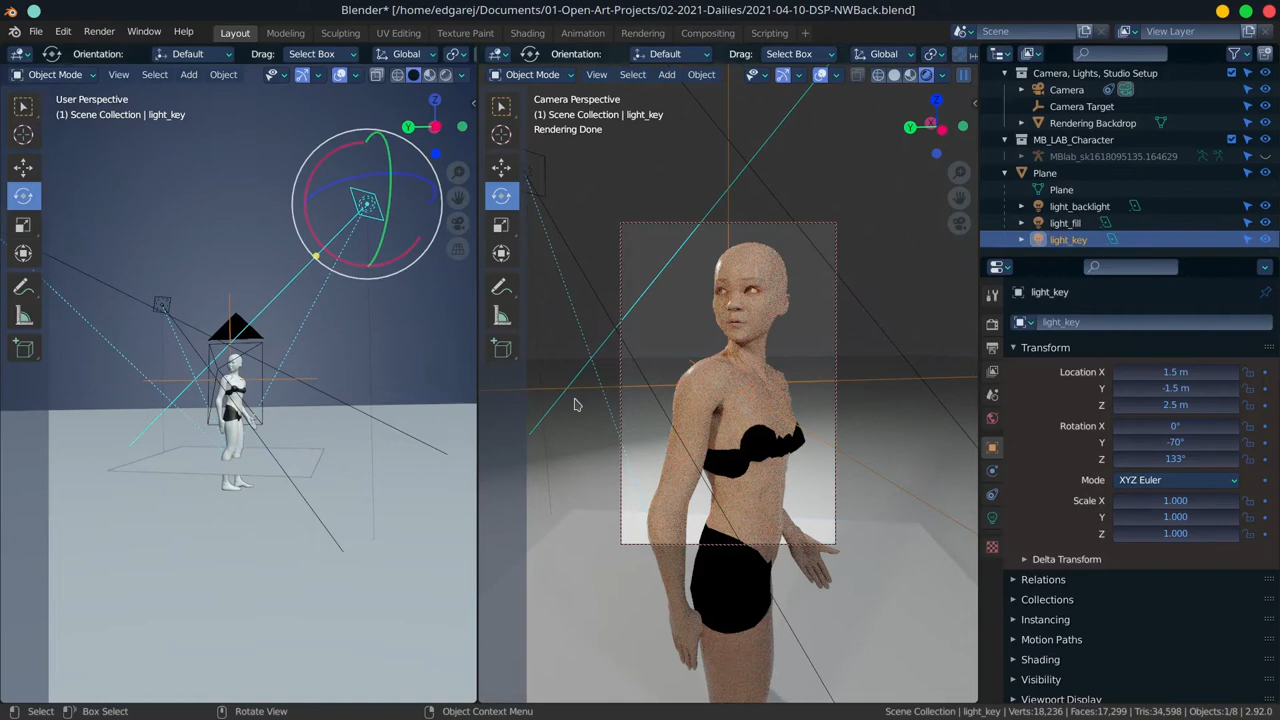 Blender* [/home/edgarej/Documents/01-Open-Art-Projects/02-2021-Dailies/2021-04-10-DSP-NWBack.blend]
File Edit Render Window Help Layout Modeling Sculpting UV Editing Texture Paint Shading Animation Rendering Compositing Scripting Scene View Layer
Orientation: Default Drag: Select Box Global
Orientation: Default Drag: Select Box Global
Object Mode View Select Add Object
Object Mode View Select Add Object
User Perspective
(1) Scene Collection | light_key
Z
Y
Camera Perspective
(1) Scene Collection | light_key
Rendering Done
Z
Y
X
Camera, Lights, Studio Setup
Camera
Camera Target
Rendering Backdrop
MB_LAB_Character
MBlab_sk1618095135.164629
Plane
Plane
light_backlight
light_fill
light_key
light_key
light_key
Transform
Location X 1.5 m
Y -1.5 m
Z 2.5 m
Rotation X 0°
Y -70°
Z 133°
Mode XYZ Euler
Scale X 1.000
Y 1.000
Z 1.000
Delta Transform
Relations
Collections
Instancing
Motion Paths
Shading
Visibility
Viewport Display
Select Box Select Rotate View Object Context Menu Scene Collection | light_key | Verts:18,236 | Faces:17,299 | Tris:34,598 | Objects:1/8 | 2.92.0